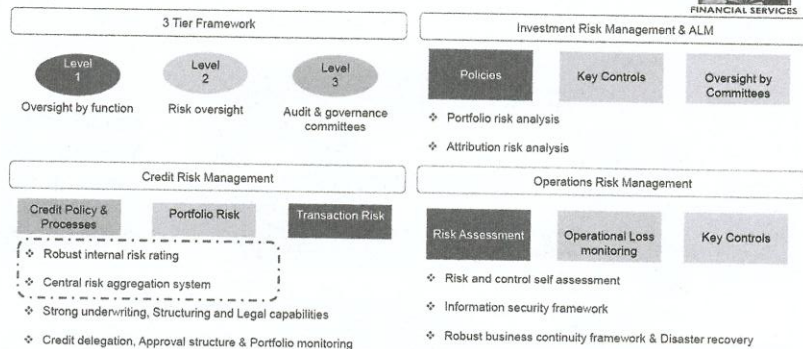 FINANCIAL SERVICES
3 Tier Framework
Level
1
Level
2
Level
3
Oversight by function
Risk oversight
Audit & governance
committees
Investment Risk Management & ALM
Policies
Key Controls
Oversight by
Committees
❖ Portfolio risk analysis
❖ Attribution risk analysis
Credit Risk Management
Credit Policy &
Processes
Portfolio Risk
Transaction Risk
❖ Robust internal risk rating
❖ Central risk aggregation system
❖ Strong underwriting, Structuring and Legal capabilities
❖ Credit delegation, Approval structure & Portfolio monitoring
Operations Risk Management
Risk Assessment
Operational Loss
monitoring
Key Controls
❖ Risk and control self assessment
❖ Information security framework
❖ Robust business continuity framework & Disaster recovery